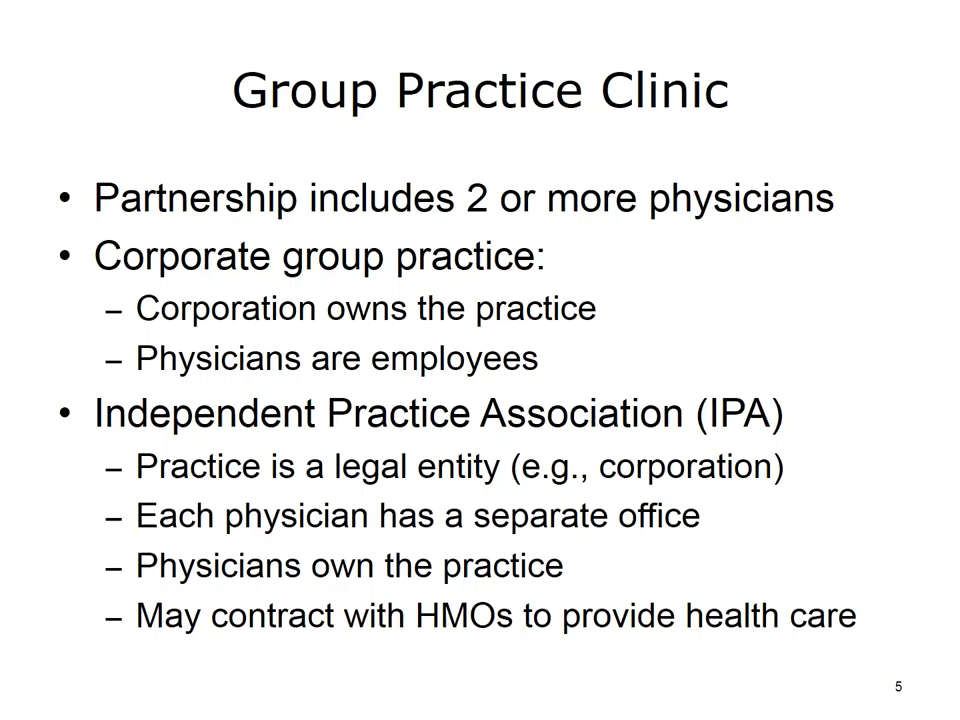 Group Practice Clinic
• Partnership includes 2 or more physicians
• Corporate group practice:
– Corporation owns the practice
– Physicians are employees
• Independent Practice Association (IPA)
– Practice is a legal entity (e.g., corporation)
– Each physician has a separate office
– Physicians own the practice
– May contract with HMOs to provide health care
5